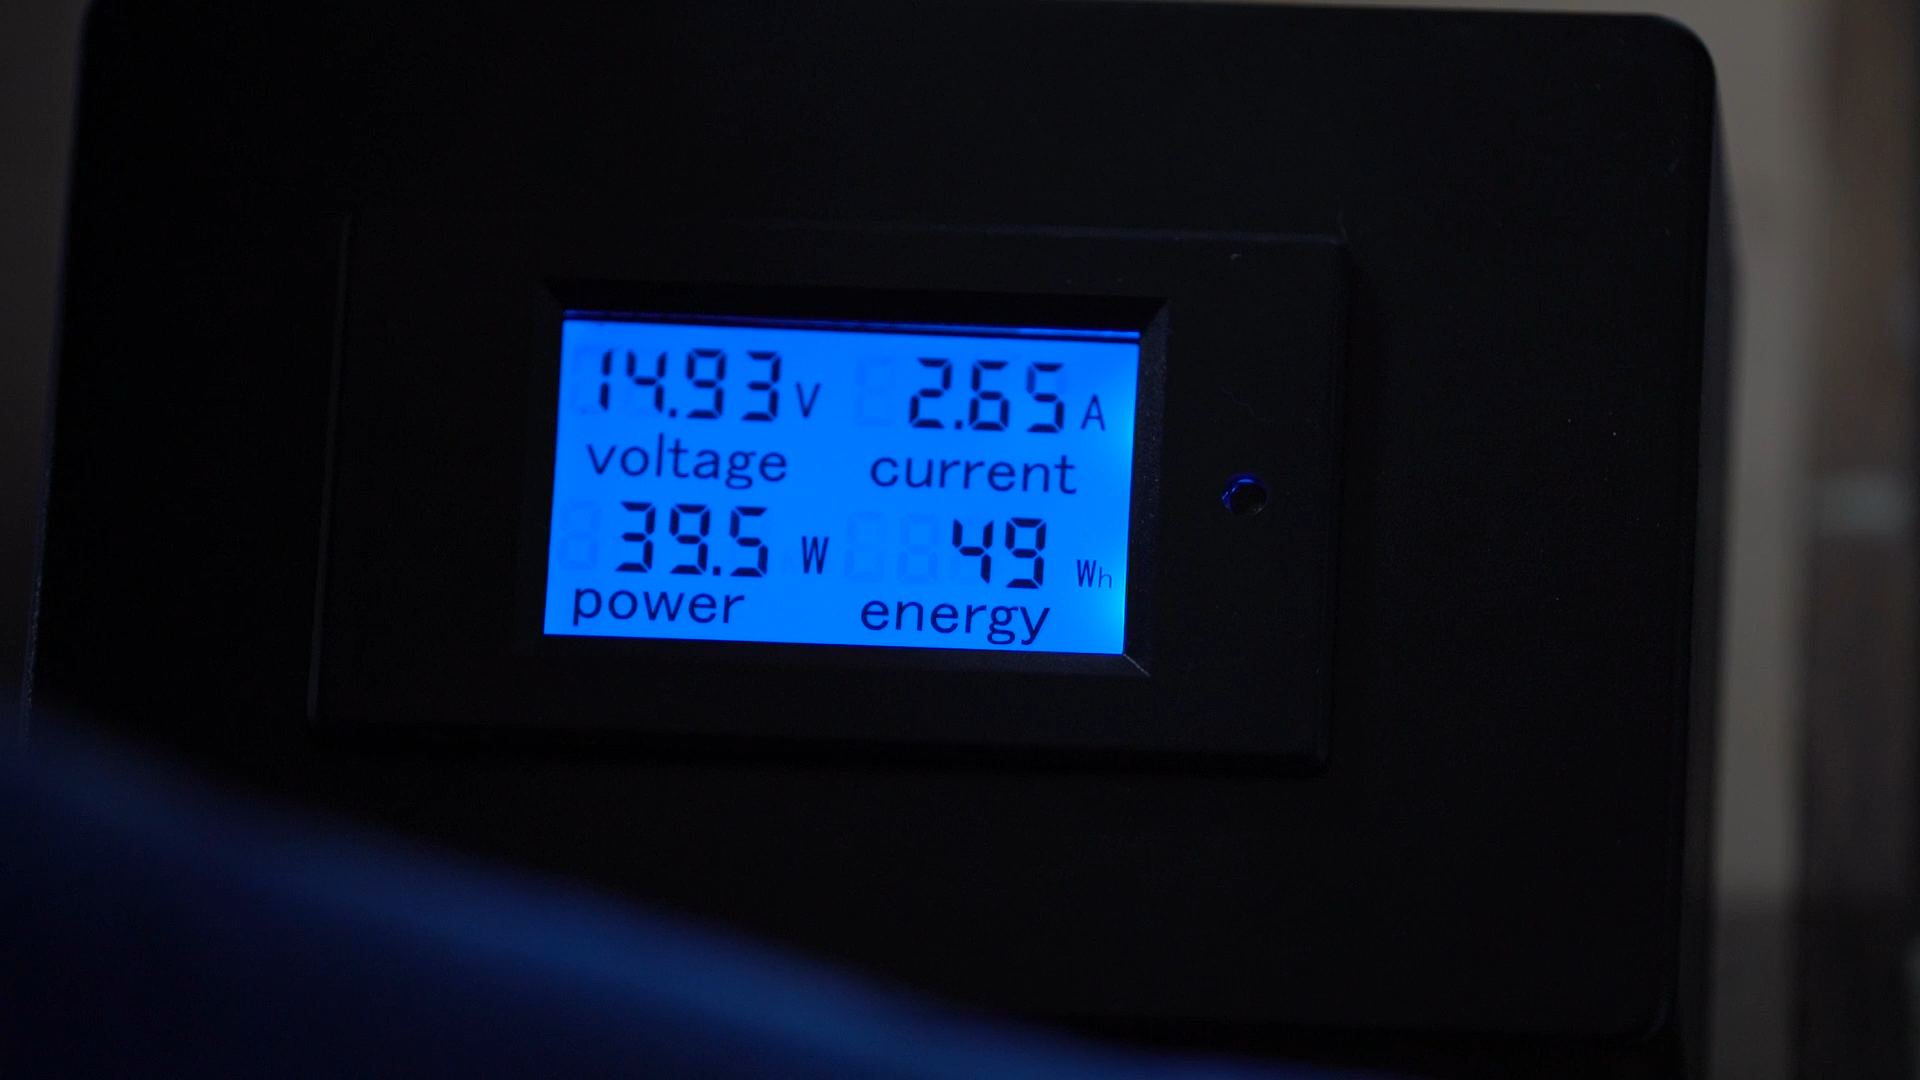 14.93 V 2.65 A
voltage current
39.5 W 49 Wh
power energy